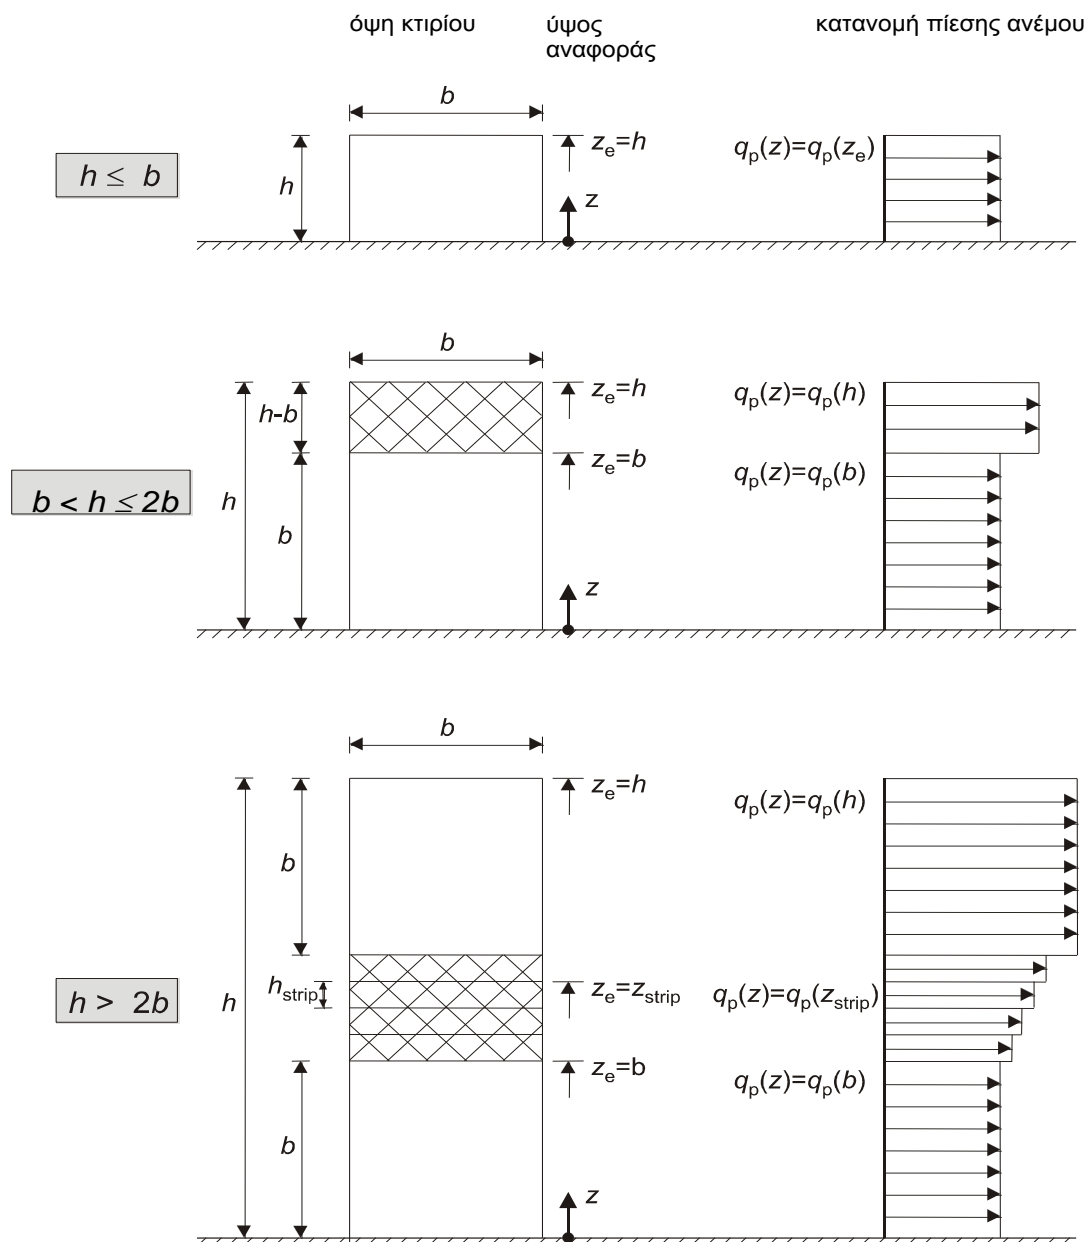 όψη κτιρίου ύψος αναφοράς κατανομή πίεσης ανέμου
h ≤ b
b
h
z_e=h
z
q_p(z)=q_p(z_e)
b < h ≤ 2b
b
h
h-b
b
z_e=h
z_e=b
z
q_p(z)=q_p(h)
q_p(z)=q_p(b)
h > 2b
b
h
b
h_strip
b
z_e=h
z_e=z_strip
z_e=b
z
q_p(z)=q_p(h)
q_p(z)=q_p(z_strip)
q_p(z)=q_p(b)